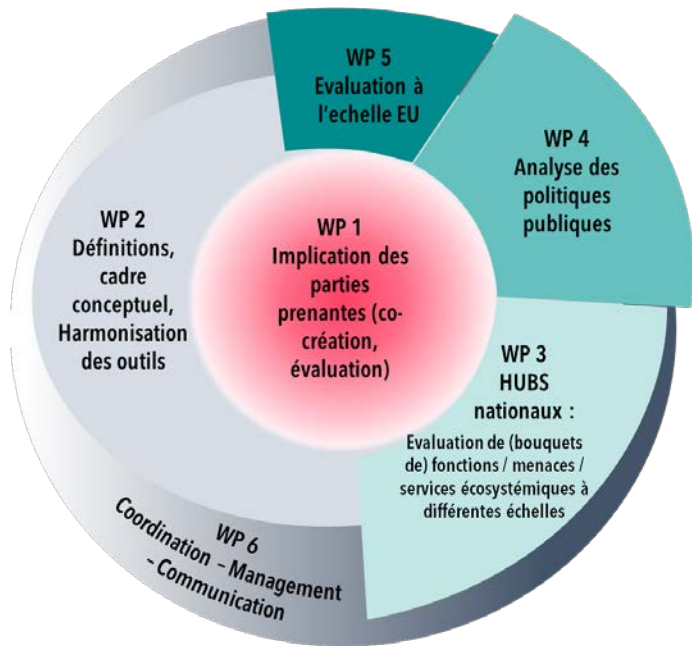 WP 5
Evaluation à
l'echelle EU
WP 4
Analyse des
politiques
publiques
WP 2
Définitions,
cadre
conceptuel,
Harmonisation
des outils
WP 1
Implication des
parties
prenantes (co-
création,
évaluation)
WP 3
HUBS
nationaux :
Evaluation de (bouquets
de) fonctions / menaces /
services écosystémiques à
différentes échelles
WP 6
Coordination – Management
– Communication